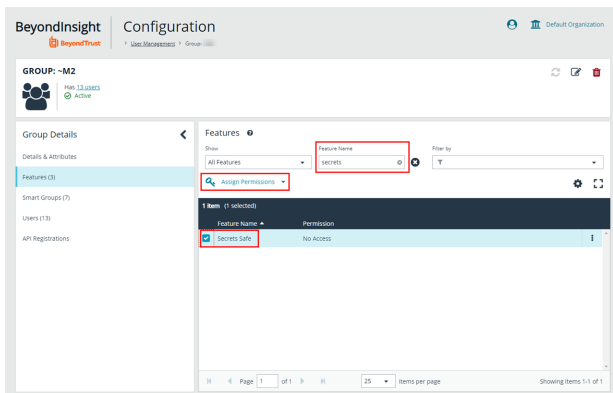 BeyondInsight
BeyondTrust
Configuration
User Management > Group:
Default Organization
GROUP: ~M2
Has 13 users
Active
Group Details
Details & Attributes
Features (3)
Smart Groups (7)
Users (13)
API Registrations
Features
Show
Feature Name
Filter by
All Features
secrets
Assign Permissions
1 item (1 selected)
Feature Name
Permission
Secrets Safe
No Access
Page 1 of 1
25 items per page
Showing items 1-1 of 1